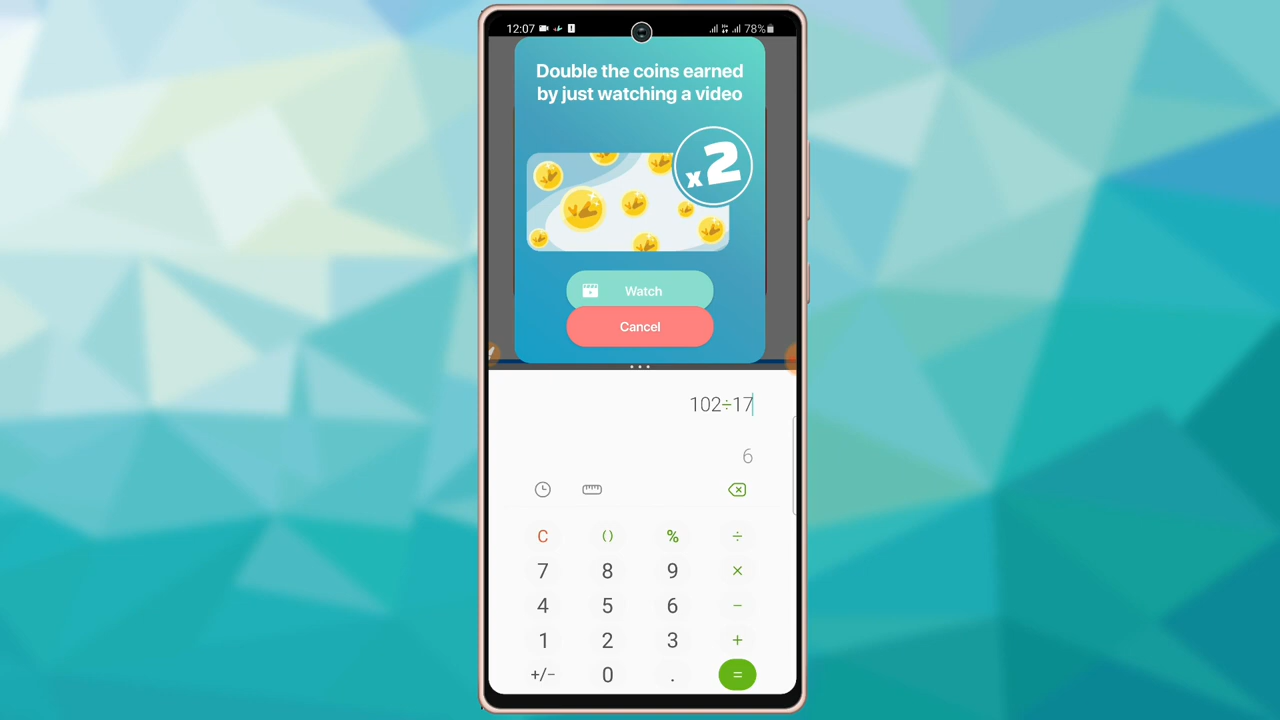 12:07
78%
Double the coins earned
by just watching a video
x2
Watch
Cancel
102÷17
6
C () % ÷
7 8 9 ×
4 5 6 −
1 2 3 +
+/− 0 . =